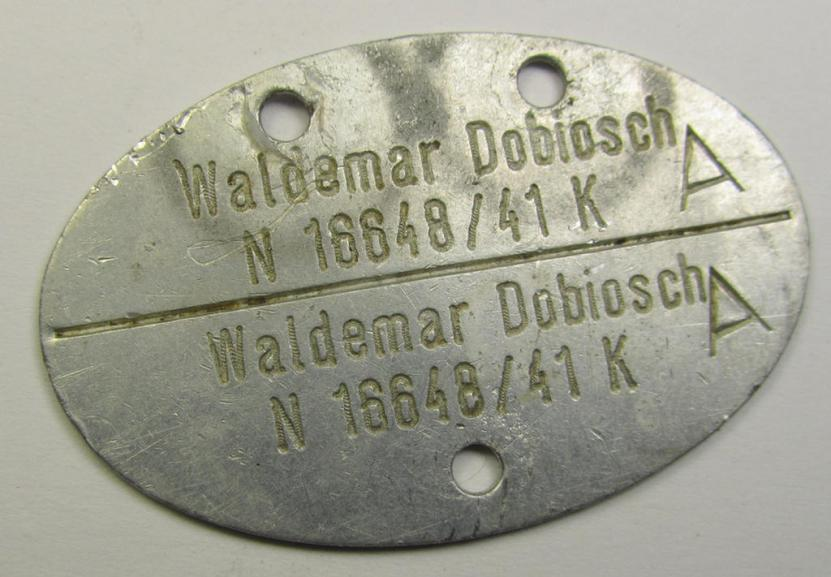 Waldemar Dobiosch A
N 16648/41 K
Waldemar Dobiosch A
N 16648/41 K